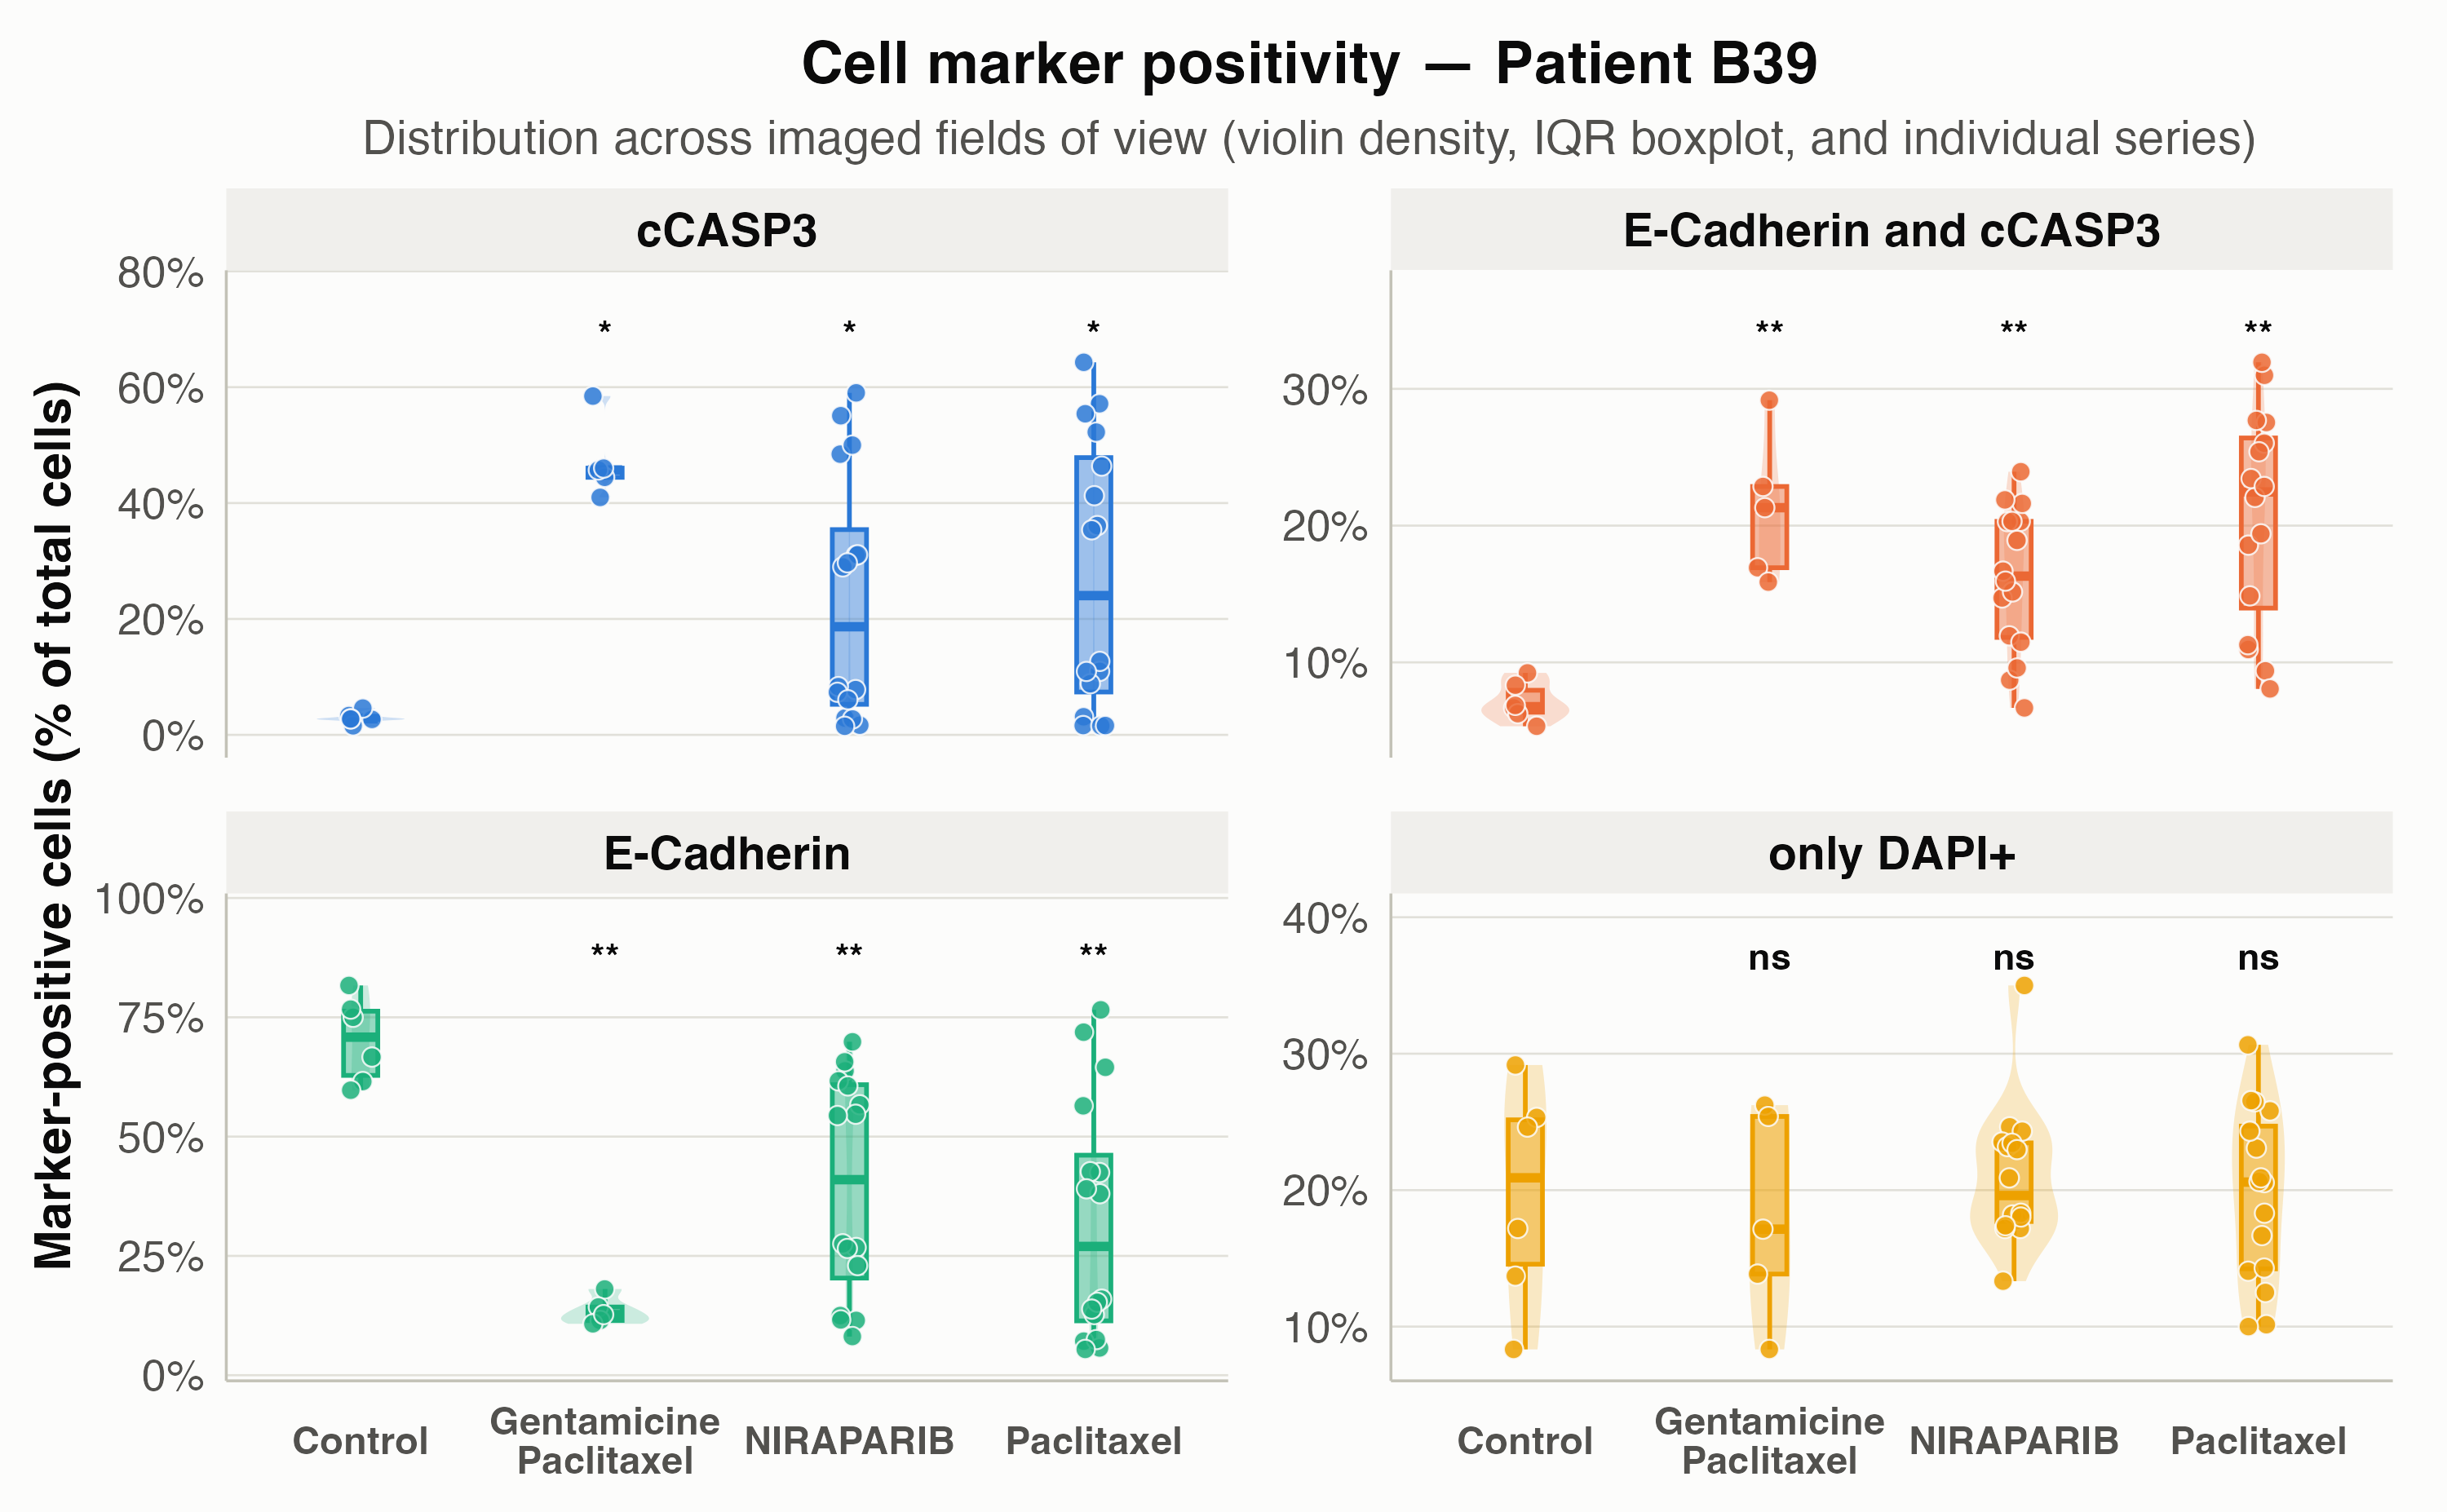 Cell marker positivity — Patient B39
Distribution across imaged fields of view (violin density, IQR boxplot, and individual series)
Marker-positive cells (% of total cells)
cCASP3
80%
60%
40%
20%
0%
*
*
*
E-Cadherin and cCASP3
30%
20%
10%
**
**
**
E-Cadherin
100%
75%
50%
25%
0%
**
**
**
Control
Gentamicine
Paclitaxel
NIRAPARIB
Paclitaxel
only DAPI+
40%
30%
20%
10%
ns
ns
ns
Control
Gentamicine
Paclitaxel
NIRAPARIB
Paclitaxel